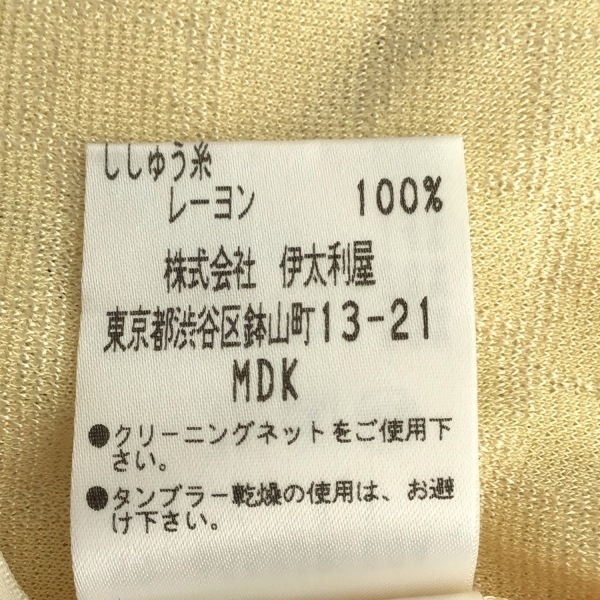 ししゅう糸
レーヨン 100%
株式会社 伊太利屋
東京都渋谷区鉢山町13-21
MDK
●クリーニングネットをご使用下
さい。
●タンブラー乾燥の使用は、お避
け下さい。